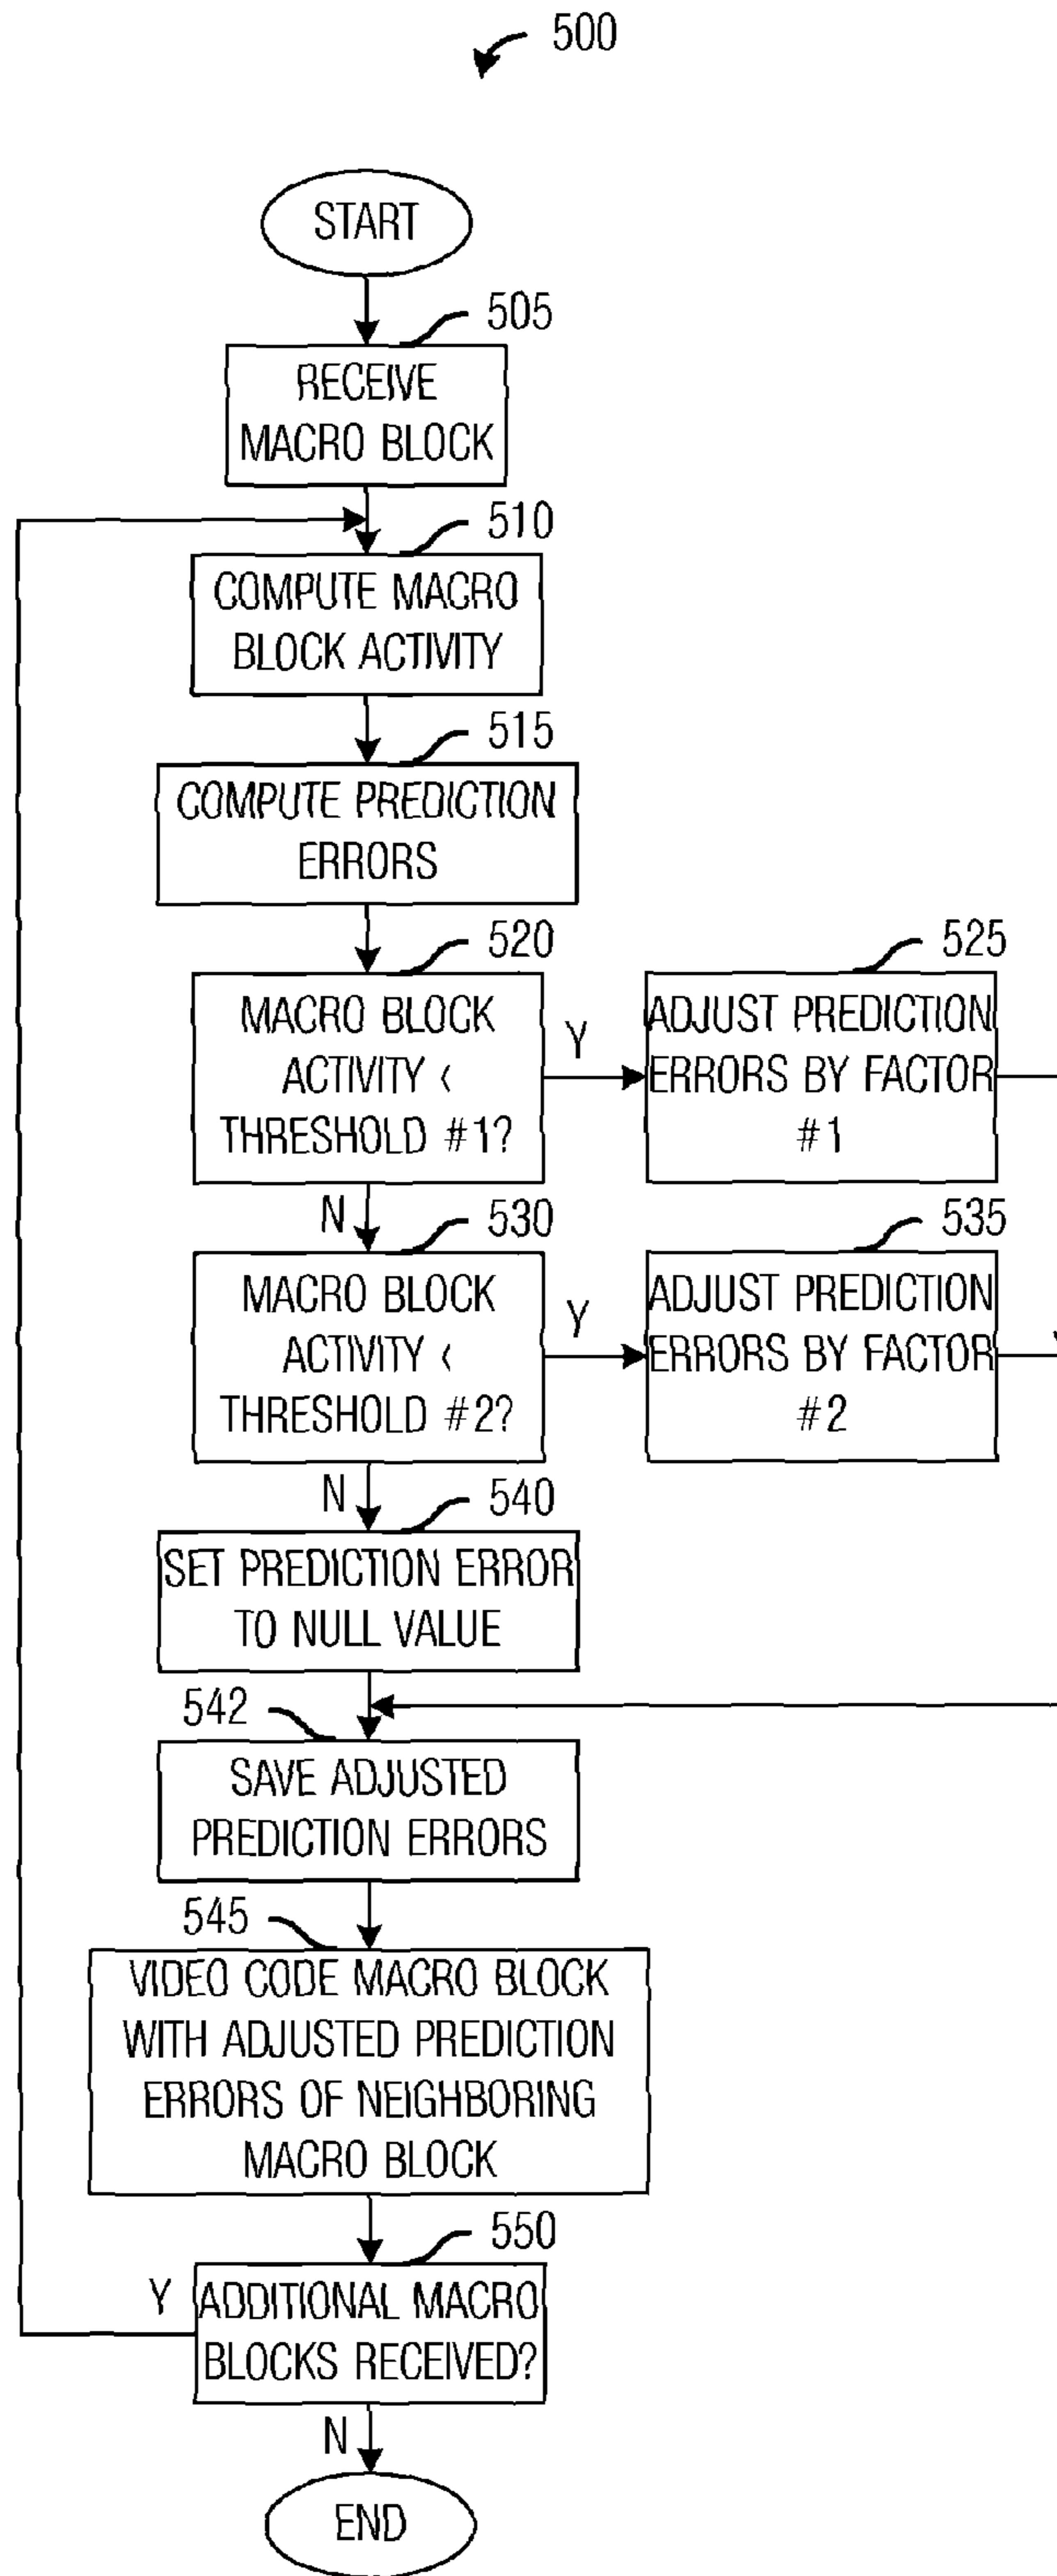 500
START
505
RECEIVE
MACRO BLOCK
510
COMPUTE MACRO
BLOCK ACTIVITY
515
COMPUTE PREDICTION
ERRORS
520
MACRO BLOCK
ACTIVITY <
THRESHOLD #1?
Y
525
ADJUST PREDICTION
ERRORS BY FACTOR
#1
N
530
MACRO BLOCK
ACTIVITY <
THRESHOLD #2?
Y
535
ADJUST PREDICTION
ERRORS BY FACTOR
#2
N
540
SET PREDICTION ERROR
TO NULL VALUE
542
SAVE ADJUSTED
PREDICTION ERRORS
545
VIDEO CODE MACRO BLOCK
WITH ADJUSTED PREDICTION
ERRORS OF NEIGHBORING
MACRO BLOCK
550
Y
ADDITIONAL MACRO
BLOCKS RECEIVED?
N
END